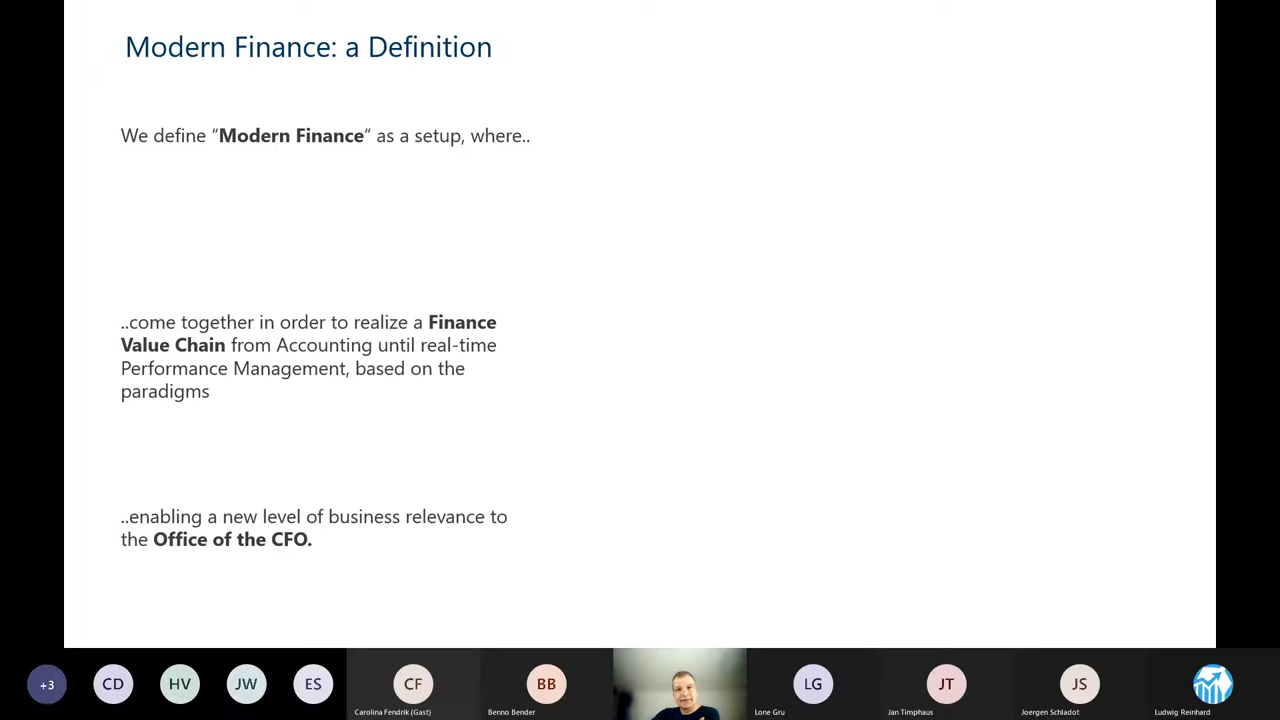 Modern Finance: a Definition
We define “Modern Finance“ as a setup, where..
..come together in order to realize a Finance
Value Chain from Accounting until real-time
Performance Management, based on the
paradigms
..enabling a new level of business relevance to
the Office of the CFO.
+3
CD
HV
JW
ES
CF
Carolina Fendrik (Gast)
BB
Benno Bender
LG
Lone Gru
JT
Jan Timphaus
JS
Joergen Schladot
Ludwig Reinhard